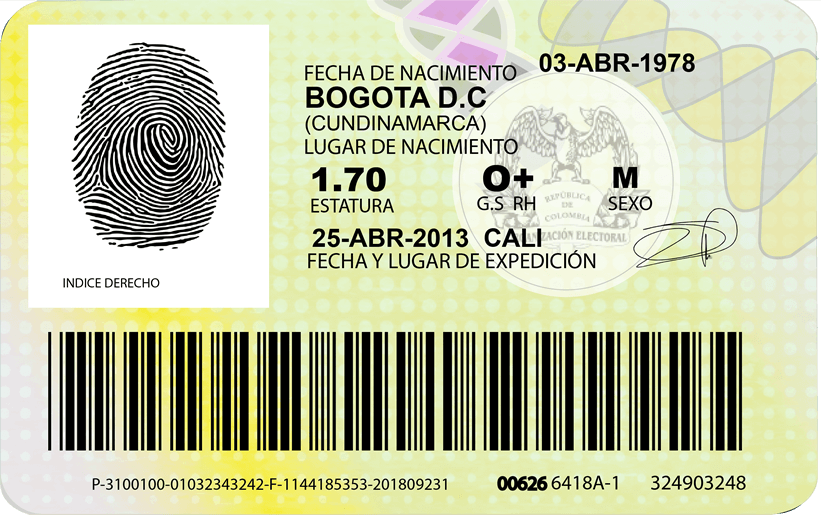 FECHA DE NACIMIENTO 03-ABR-1978
BOGOTA D.C
(CUNDINAMARCA)
LUGAR DE NACIMIENTO
1.70 O+ M
ESTATURA G.S RH SEXO
REPÚBLICA
DE
COLOMBIA
25-ABR-2013 CALI
ELECTORAL
FECHA Y LUGAR DE EXPEDICIÓN
INDICE DERECHO
P-3100100-01032343242-F-1144185353-201809231 00626 6418A-1 324903248